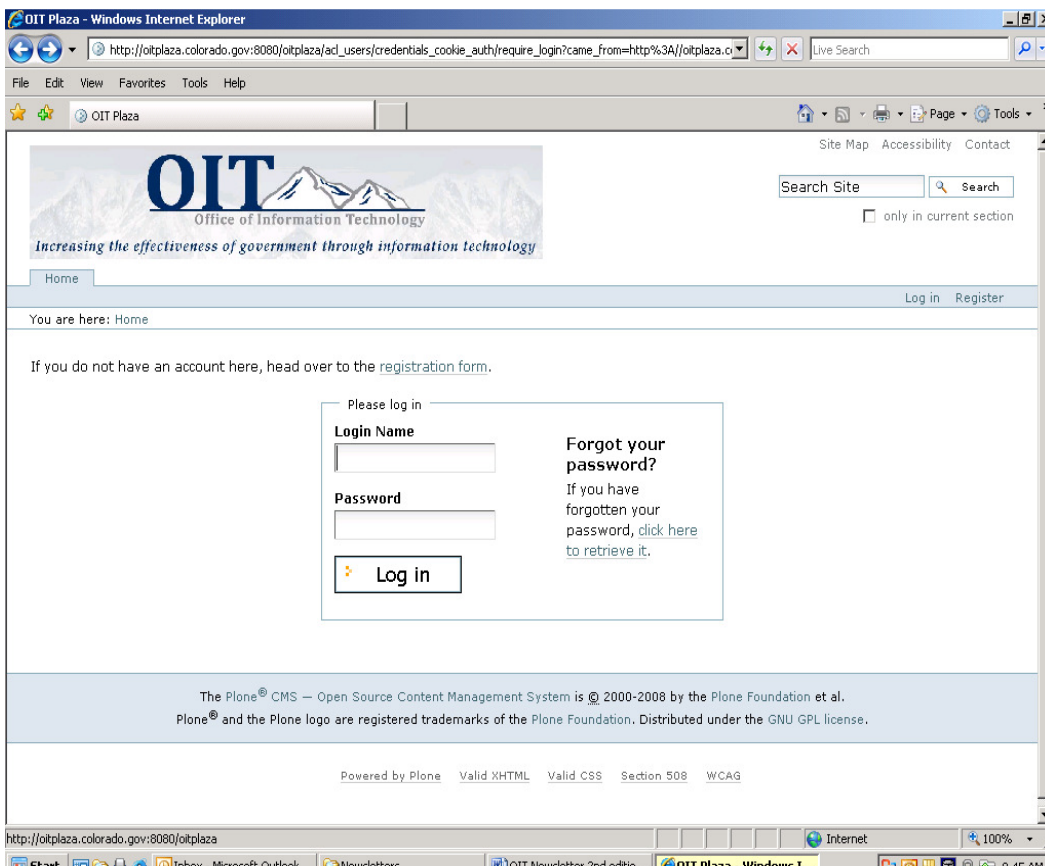 OIT Plaza - Windows Internet Explorer
http://oitplaza.colorado.gov:8080/oitplaza/acl_users/credentials_cookie_auth/require_login?came_from=http%3A//oitplaza.c
Live Search
File Edit View Favorites Tools Help
OIT Plaza
Page Tools
Site Map Accessibility Contact
OIT
Office of Information Technology
Increasing the effectiveness of government through information technology
Search Site
Search
only in current section
Home
Log in Register
You are here: Home
If you do not have an account here, head over to the registration form.
Please log in
Login Name
Password
Log in
Forgot your
password?
If you have
forgotten your
password, click here
to retrieve it.
The Plone® CMS — Open Source Content Management System is © 2000-2008 by the Plone Foundation et al.
Plone® and the Plone logo are registered trademarks of the Plone Foundation. Distributed under the GNU GPL license.
Powered by Plone Valid XHTML Valid CSS Section 508 WCAG
http://oitplaza.colorado.gov:8080/oitplaza
Internet
100%
Start
Inbox - Microsoft Outlook
Newsletters
OIT Newsletter 2nd editio...
OIT Plaza - Windows I...